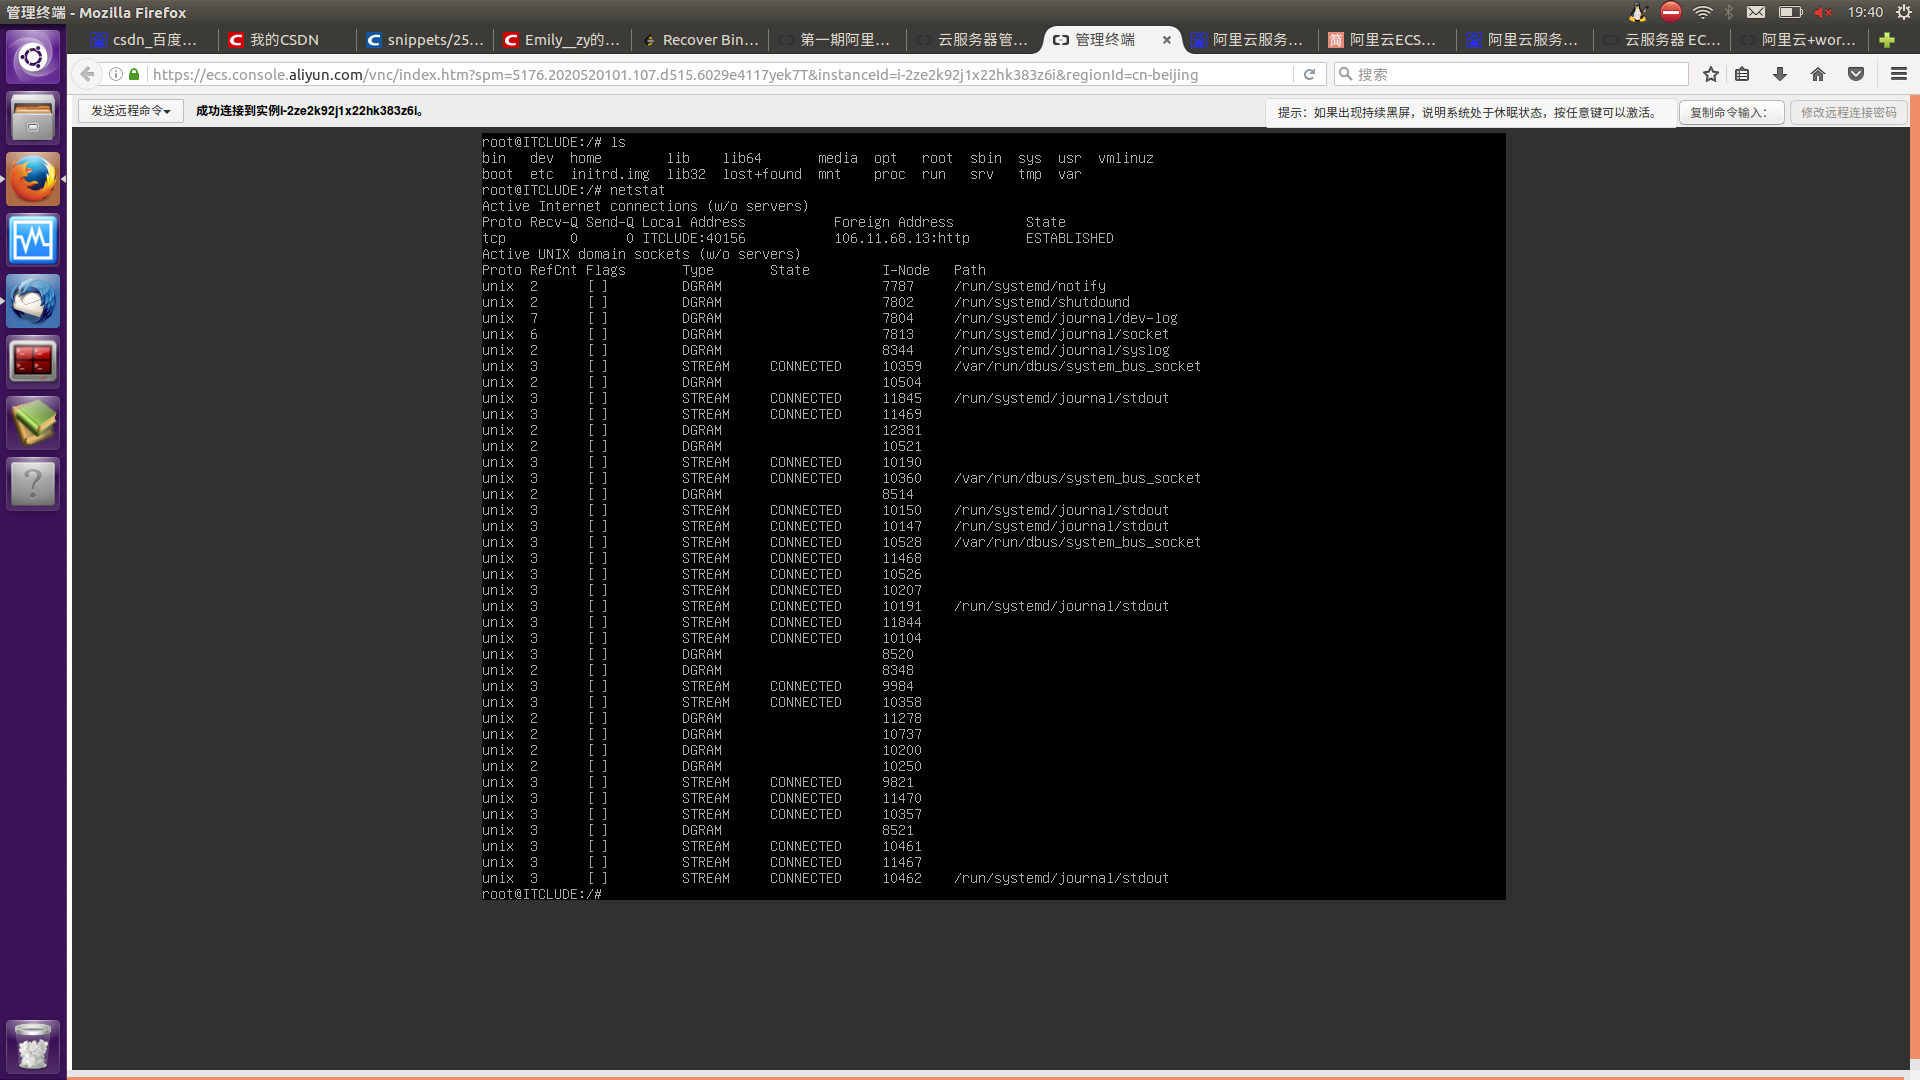 管理终端 - Mozilla Firefox
19:40
csdn_百度...
我的CSDN
snippets/25...
Emily__zy的...
Recover Bin...
第一期阿里...
云服务器管...
管理终端
阿里云服务...
阿里云ECS...
阿里云服务...
云服务器 EC...
阿里云+wor...
https://ecs.console.aliyun.com/vnc/index.htm?spm=5176.2020520101.107.d515.6029e4117yek7T&instanceId=i-2ze2k92j1x22hk383z6i&regionId=cn-beijing
搜索
发送远程命令
成功连接到实例i-2ze2k92j1x22hk383z6i。
提示：如果出现持续黑屏，说明系统处于休眠状态，按任意键可以激活。
复制命令输入：
修改远程连接密码
root@ITCLUDE:/# ls
bin dev home lib lib64 media opt root sbin sys usr vmlinuz
boot etc initrd.img lib32 lost+found mnt proc run srv tmp var
root@ITCLUDE:/# netstat
Active Internet connections (w/o servers)
Proto Recv-Q Send-Q Local Address Foreign Address State
tcp 0 0 ITCLUDE:40156 106.11.68.13:http ESTABLISHED
Active UNIX domain sockets (w/o servers)
Proto RefCnt Flags Type State I-Node Path
unix 2 [ ] DGRAM 7787 /run/systemd/notify
unix 2 [ ] DGRAM 7802 /run/systemd/shutdownd
unix 7 [ ] DGRAM 7804 /run/systemd/journal/dev-log
unix 6 [ ] DGRAM 7813 /run/systemd/journal/socket
unix 2 [ ] DGRAM 8344 /run/systemd/journal/syslog
unix 3 [ ] STREAM CONNECTED 10359 /var/run/dbus/system_bus_socket
unix 2 [ ] DGRAM 10504
unix 3 [ ] STREAM CONNECTED 11845 /run/systemd/journal/stdout
unix 3 [ ] STREAM CONNECTED 11469
unix 2 [ ] DGRAM 12381
unix 2 [ ] DGRAM 10521
unix 3 [ ] STREAM CONNECTED 10190
unix 3 [ ] STREAM CONNECTED 10360 /var/run/dbus/system_bus_socket
unix 2 [ ] DGRAM 8514
unix 3 [ ] STREAM CONNECTED 10150 /run/systemd/journal/stdout
unix 3 [ ] STREAM CONNECTED 10147 /run/systemd/journal/stdout
unix 3 [ ] STREAM CONNECTED 10528 /var/run/dbus/system_bus_socket
unix 3 [ ] STREAM CONNECTED 11468
unix 3 [ ] STREAM CONNECTED 10526
unix 3 [ ] STREAM CONNECTED 10207
unix 3 [ ] STREAM CONNECTED 10191 /run/systemd/journal/stdout
unix 3 [ ] STREAM CONNECTED 11844
unix 3 [ ] STREAM CONNECTED 10104
unix 3 [ ] DGRAM 8520
unix 2 [ ] DGRAM 8348
unix 3 [ ] STREAM CONNECTED 9984
unix 3 [ ] STREAM CONNECTED 10358
unix 2 [ ] DGRAM 11278
unix 2 [ ] DGRAM 10737
unix 2 [ ] DGRAM 10200
unix 2 [ ] DGRAM 10250
unix 3 [ ] STREAM CONNECTED 9821
unix 3 [ ] STREAM CONNECTED 11470
unix 3 [ ] STREAM CONNECTED 10357
unix 3 [ ] DGRAM 8521
unix 3 [ ] STREAM CONNECTED 10461
unix 3 [ ] STREAM CONNECTED 11467
unix 3 [ ] STREAM CONNECTED 10462 /run/systemd/journal/stdout
root@ITCLUDE:/#